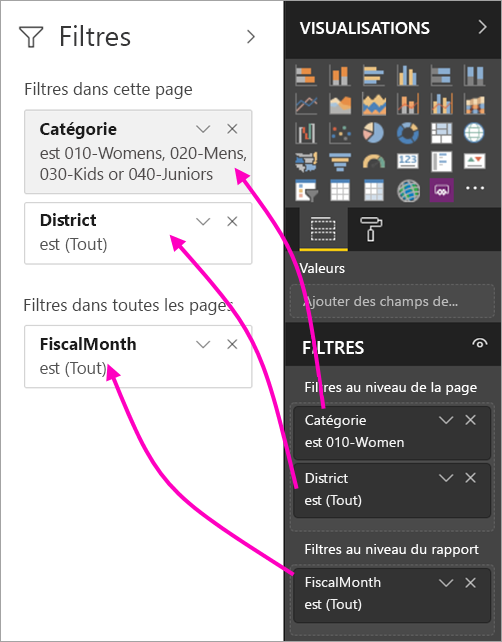 Filtres
Filtres dans cette page
Catégorie
est 010-Womens, 020-Mens,
030-Kids or 040-Juniors
District
est (Tout)
Filtres dans toutes les pages
FiscalMonth
est (Tout)
VISUALISATIONS
123
R
Valeurs
Ajouter des champs de...
FILTRES
Filtres au niveau de la page
Catégorie
est 010-Women
District
est (Tout)
Filtres au niveau du rapport
FiscalMonth
est (Tout)